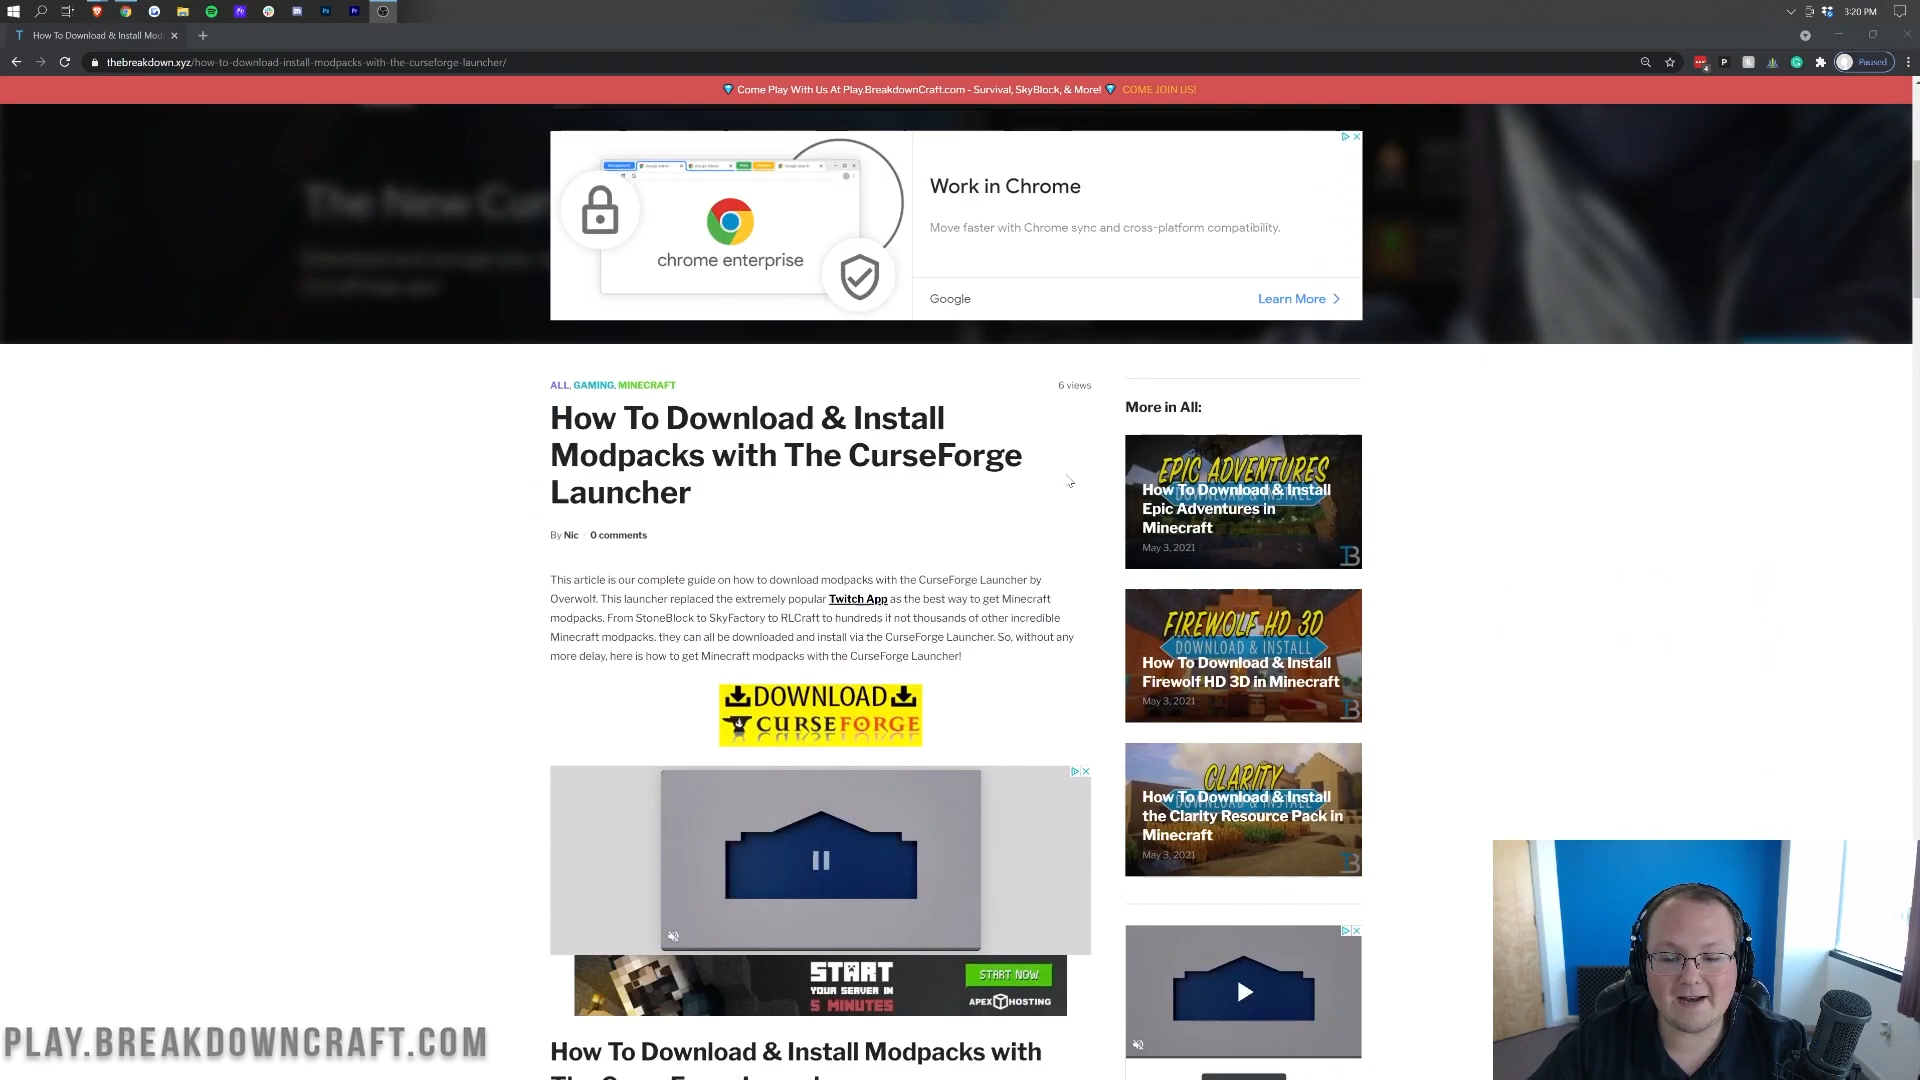 3:20 PM
How To Download & Install Mod
thebreakdown.xyz/how-to-download-install-modpacks-with-the-curseforge-launcher/
Paused
Come Play With Us At Play.BreakdownCraft.com - Survival, SkyBlock, & More! COME JOIN US!
The New Cur
chrome enterprise
Work in Chrome
Move faster with Chrome sync and cross-platform compatibility.
Google
Learn More
ALL, GAMING, MINECRAFT
6 views
How To Download & Install
Modpacks with The CurseForge
Launcher
By Nic
0 comments
This article is our complete guide on how to download modpacks with the CurseForge Launcher by
Overwolf. This launcher replaced the extremely popular Twitch App as the best way to get Minecraft
modpacks. From StoneBlock to SkyFactory to RLCraft to hundreds if not thousands of other incredible
Minecraft modpacks, they can all be downloaded and install via the CurseForge Launcher. So, without any
more delay, here is how to get Minecraft modpacks with the CurseForge Launcher!
DOWNLOAD
CURSEFORGE
START
YOUR SERVER IN
5 MINUTES
START NOW
APEX HOSTING
How To Download & Install Modpacks with
More in All:
EPIC ADVENTURES
How To Download & Install
Epic Adventures in
Minecraft
May 3, 2021
FIREWOLF HD 3D
DOWNLOAD & INSTALL
How To Download & Install
Firewolf HD 3D in Minecraft
May 3, 2021
CLARITY
How To Download & Install
the Clarity Resource Pack in
Minecraft
May 3, 2021
PLAY.BREAKDOWNCRAFT.COM